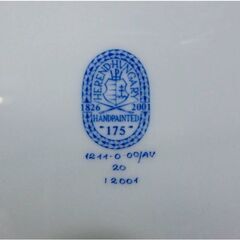 HEREND HUNGARY
1826 2001
HANDPAINTED
"175"
1211-0-00/AV
20
12001